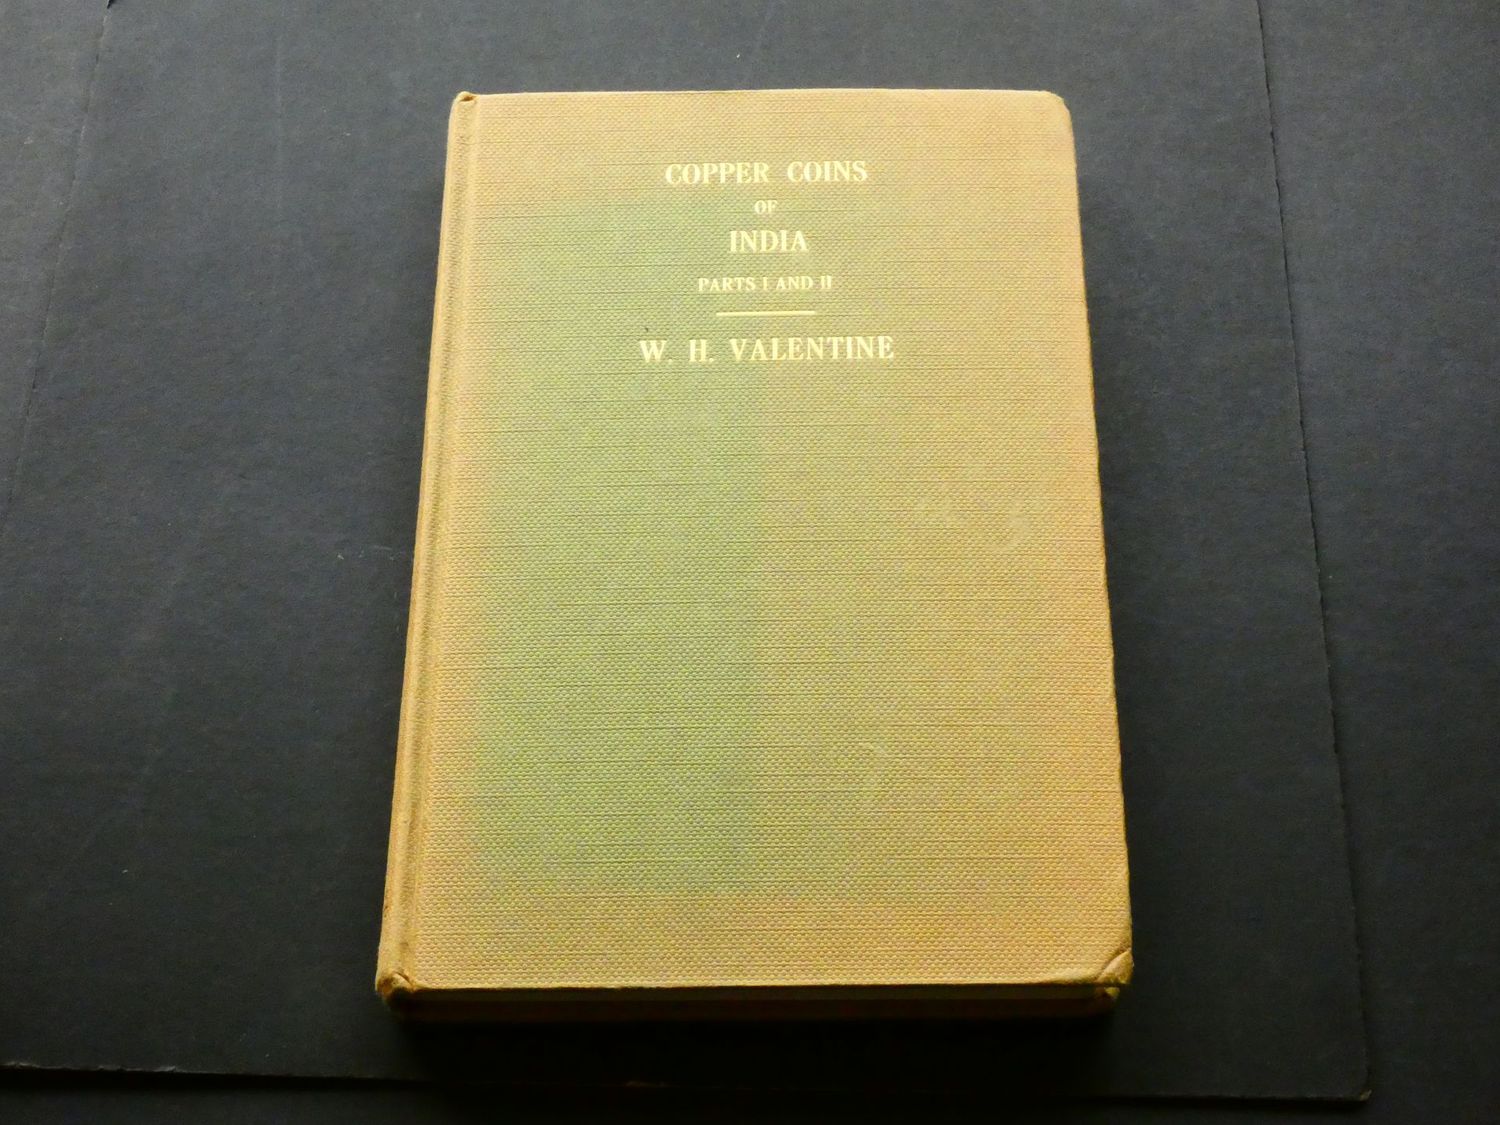 COPPER COINS
OF
INDIA
PARTS I AND II
W. H. VALENTINE